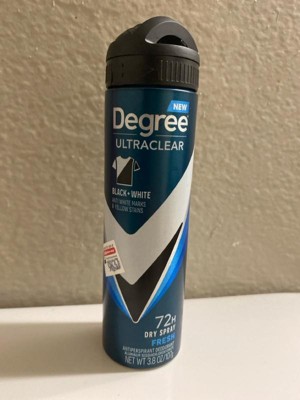 NEW
Degree
ULTRACLEAR
BLACK+WHITE
ANTI WHITE MARKS
& YELLOW STAINS
72H
DRY SPRAY
FRESH
ANTIPERSPIRANT DEODORANT
NET WT 3.8 OZ/107g